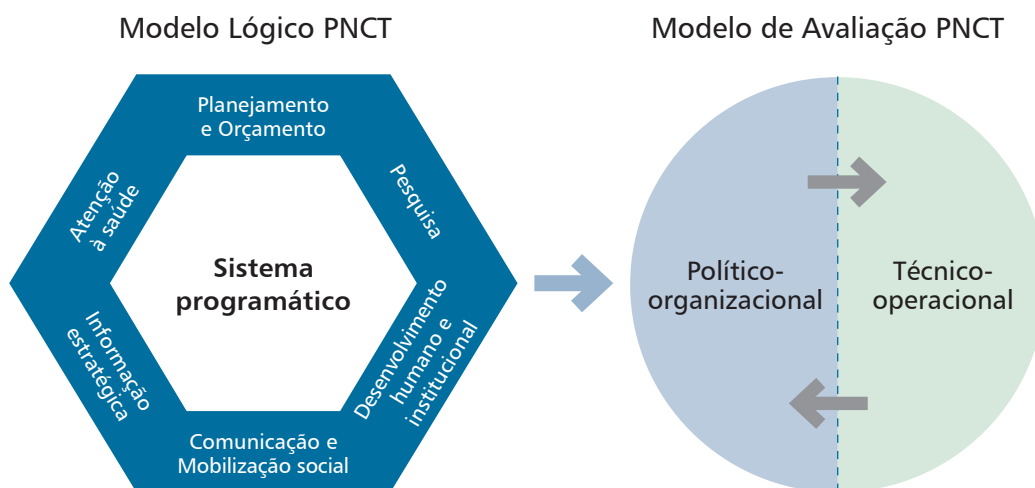 Modelo Lógico PNCT
Modelo de Avaliação PNCT
Planejamento
e Orçamento
Pesquisa
Desenvolvimento
humano e
institucional
Comunicação e
Mobilização social
Informação
estratégica
Atenção
à saúde
Sistema
programático
Político-
organizacional
Técnico-
operacional